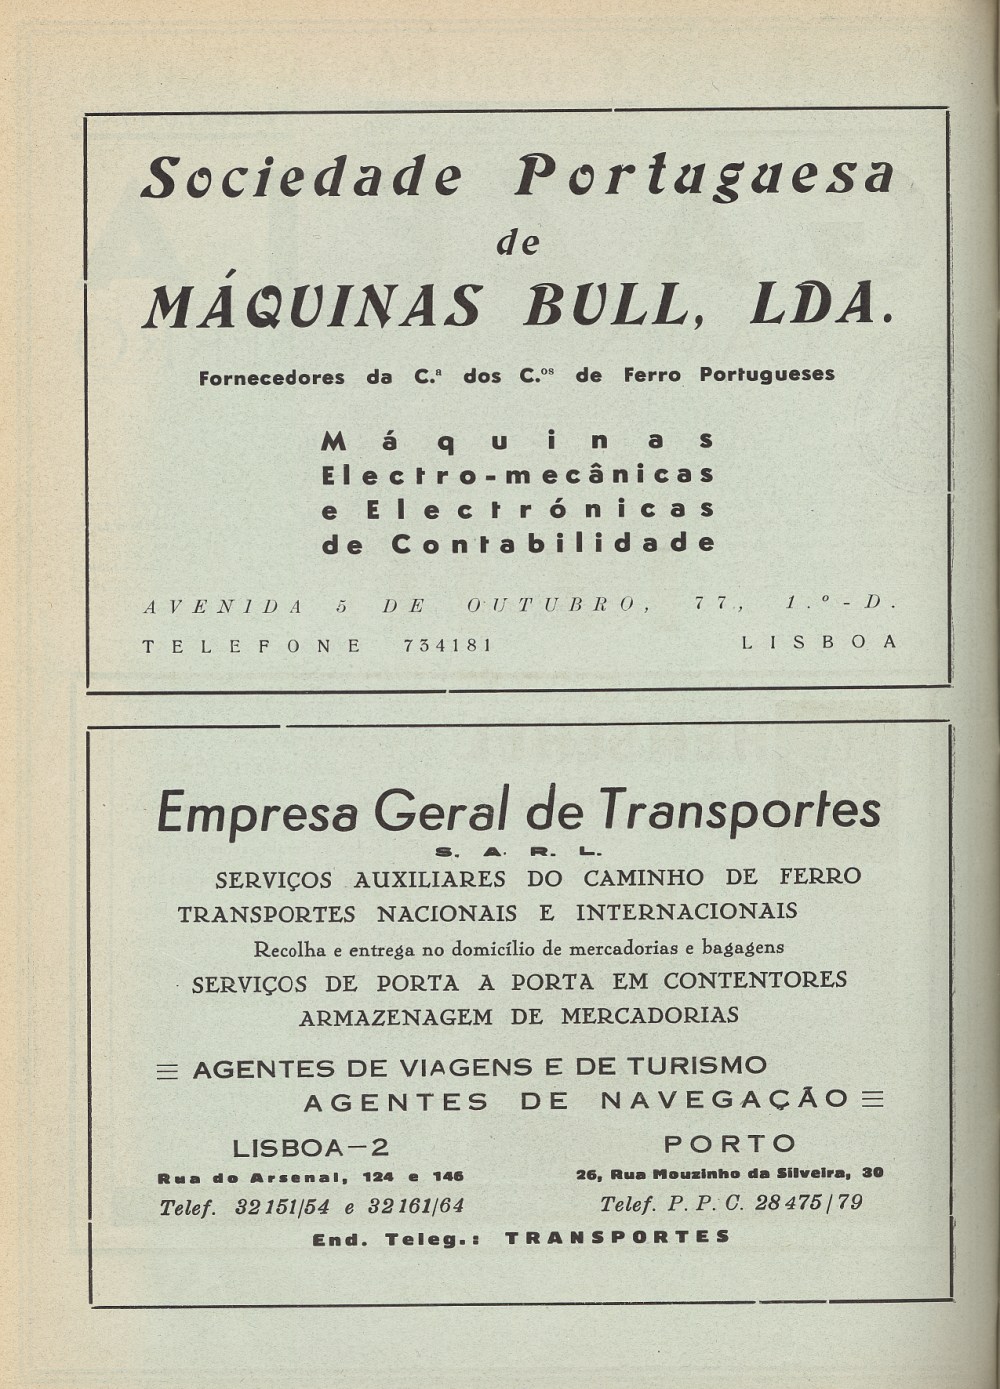 Sociedade Portuguesa
de
MÁQUINAS BULL, LDA.
Fornecedores da C.ª dos C.ºˢ de Ferro Portugueses
Máquinas
Electro-mecânicas
e Electrónicas
de Contabilidade
AVENIDA 5 DE OUTUBRO, 77, 1.º-D.
TELEFONE 734181 LISBOA
Empresa Geral de Transportes
S. A. R. L.
SERVIÇOS AUXILIARES DO CAMINHO DE FERRO
TRANSPORTES NACIONAIS E INTERNACIONAIS
Recolha e entrega no domicílio de mercadorias e bagagens
SERVIÇOS DE PORTA A PORTA EM CONTENTORES
ARMAZENAGEM DE MERCADORIAS
AGENTES DE VIAGENS E DE TURISMO
AGENTES DE NAVEGAÇÃO
LISBOA—2
Rua do Arsenal, 124 e 146
Telef. 32151/54 e 32161/64
PORTO
26, Rua Mouzinho da Silveira, 30
Telef. P. P. C. 28475/79
End. Teleg.: TRANSPORTES